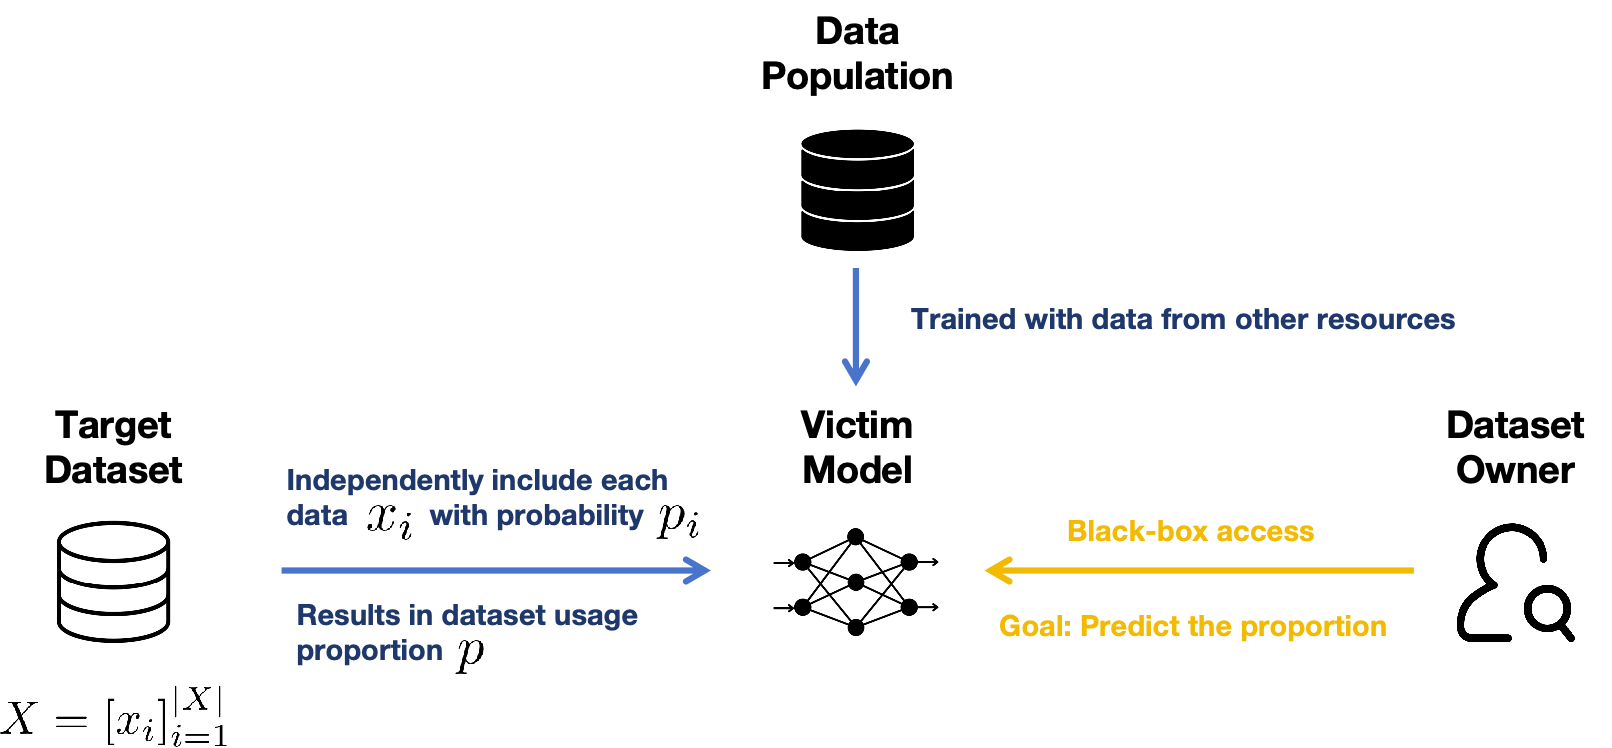 Data
Population
Trained with data from other resources
Target
Dataset
Independently include each
data $x_i$ with probability $p_i$
Results in dataset usage
proportion $p$
$X = [x_i]_{i=1}^{|X|}$
Victim
Model
Dataset
Owner
Black-box access
Goal: Predict the proportion